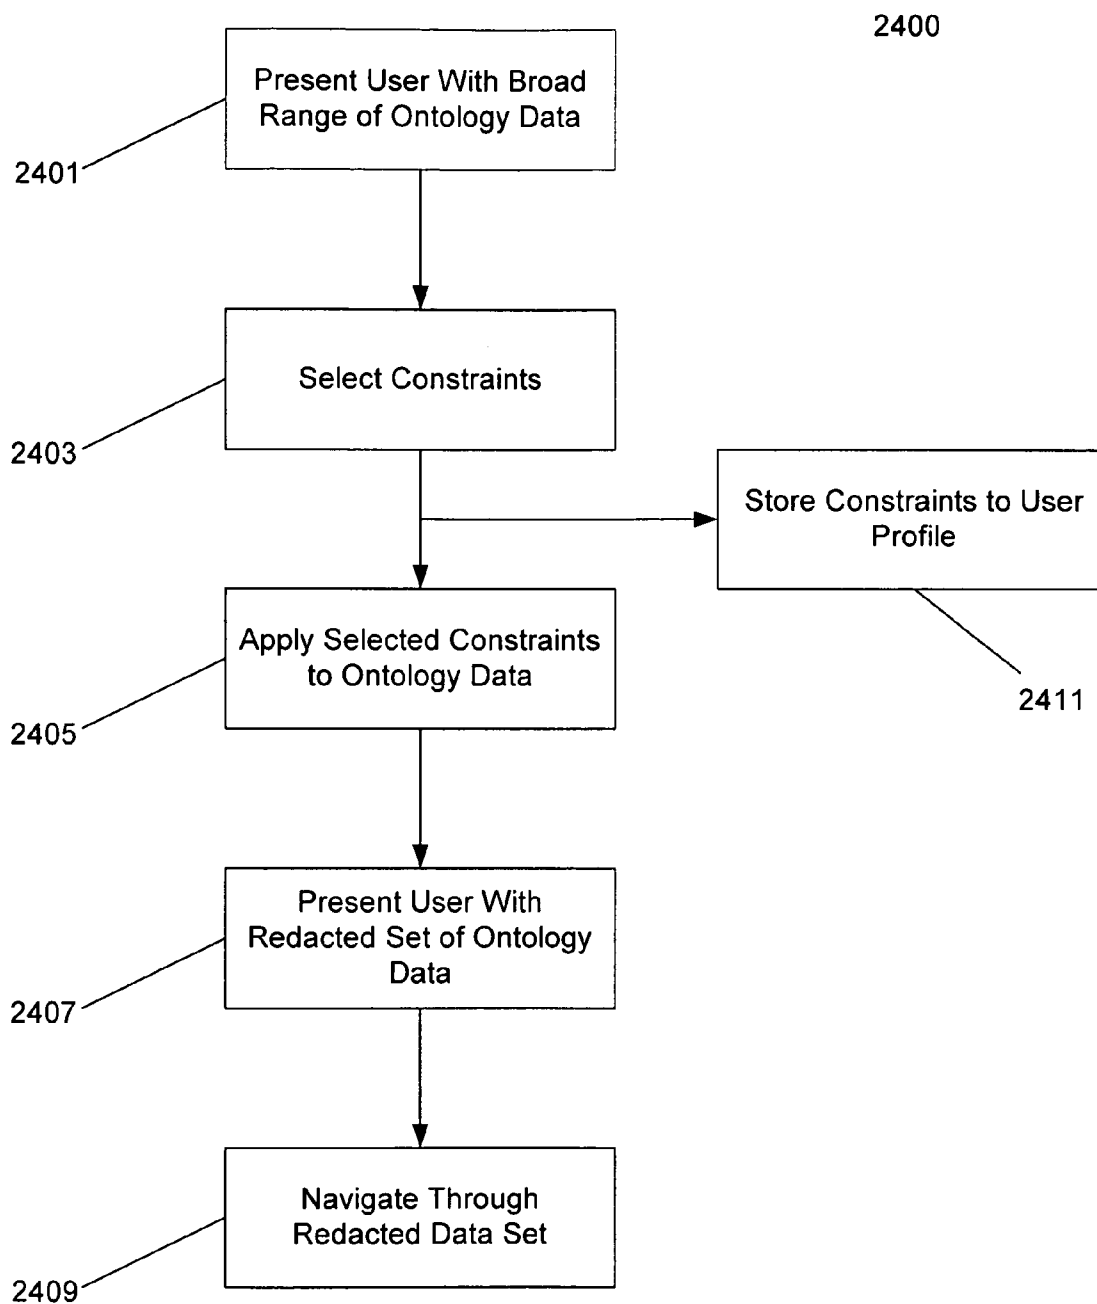 2400
Present User With Broad
Range of Ontology Data
2401
Select Constraints
2403
Store Constraints to User
Profile
2411
Apply Selected Constraints
to Ontology Data
2405
Present User With
Redacted Set of Ontology
Data
2407
Navigate Through
Redacted Data Set
2409